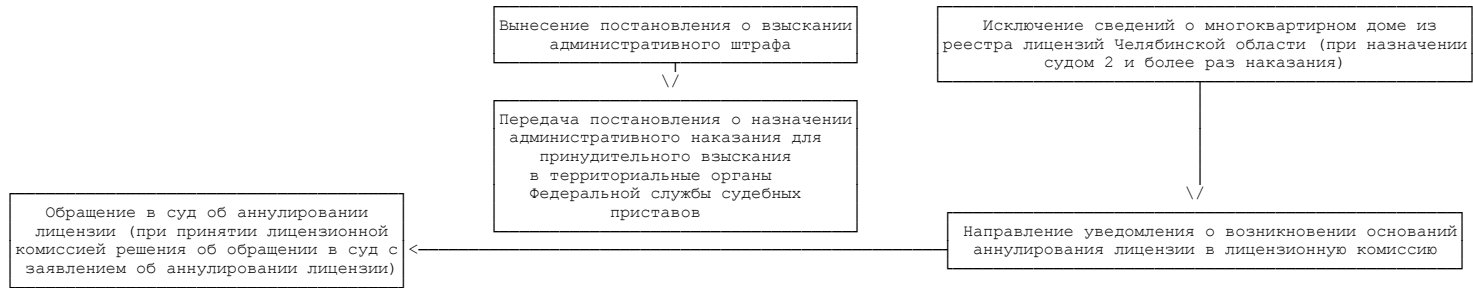 Вынесение постановления о взыскании
административного штрафа
Исключение сведений о многоквартирном доме из
реестра лицензий Челябинской области (при назначении
судом 2 и более раз наказания)
Передача постановления о назначении
административного наказания для
принудительного взыскания
в территориальные органы
Федеральной службы судебных
приставов
Обращение в суд об аннулировании
лицензии (при принятии лицензионной
комиссией решения об обращении в суд с
заявлением об аннулировании лицензии)
Направление уведомления о возникновении оснований
аннулирования лицензии в лицензионную комиссию